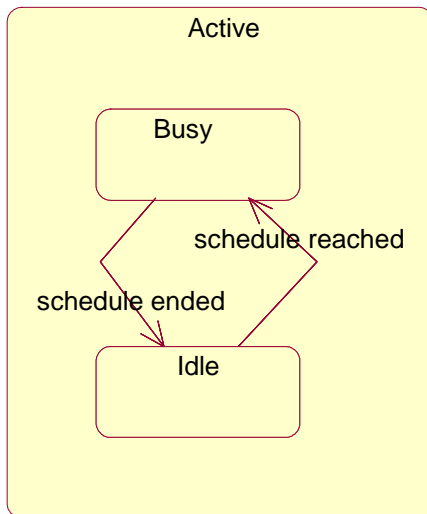 Active
Busy
schedule reached
schedule ended
Idle